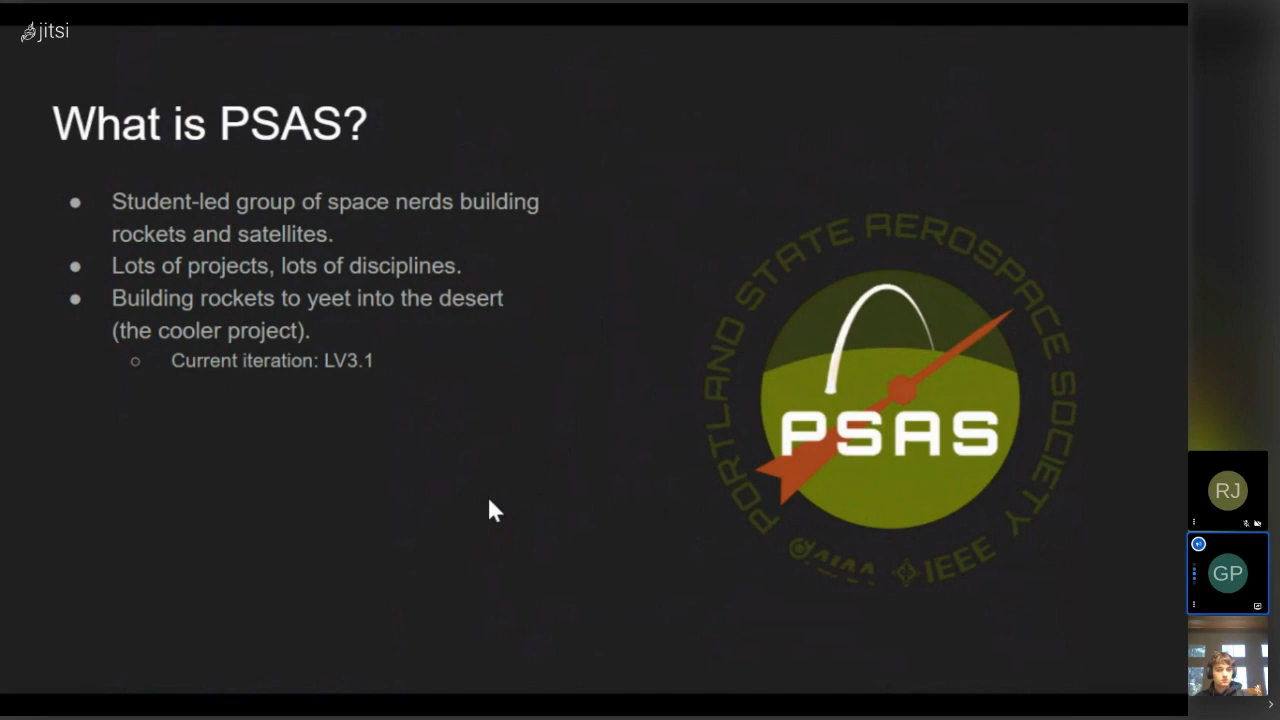 jitsi
What is PSAS?
● Student-led group of space nerds building
rockets and satellites.
● Lots of projects, lots of disciplines.
● Building rockets to yeet into the desert
(the cooler project).
○ Current iteration: LV3.1
PORTLAND STATE AEROSPACE SOCIETY
PSAS
AIAA
IEEE
RJ
GP